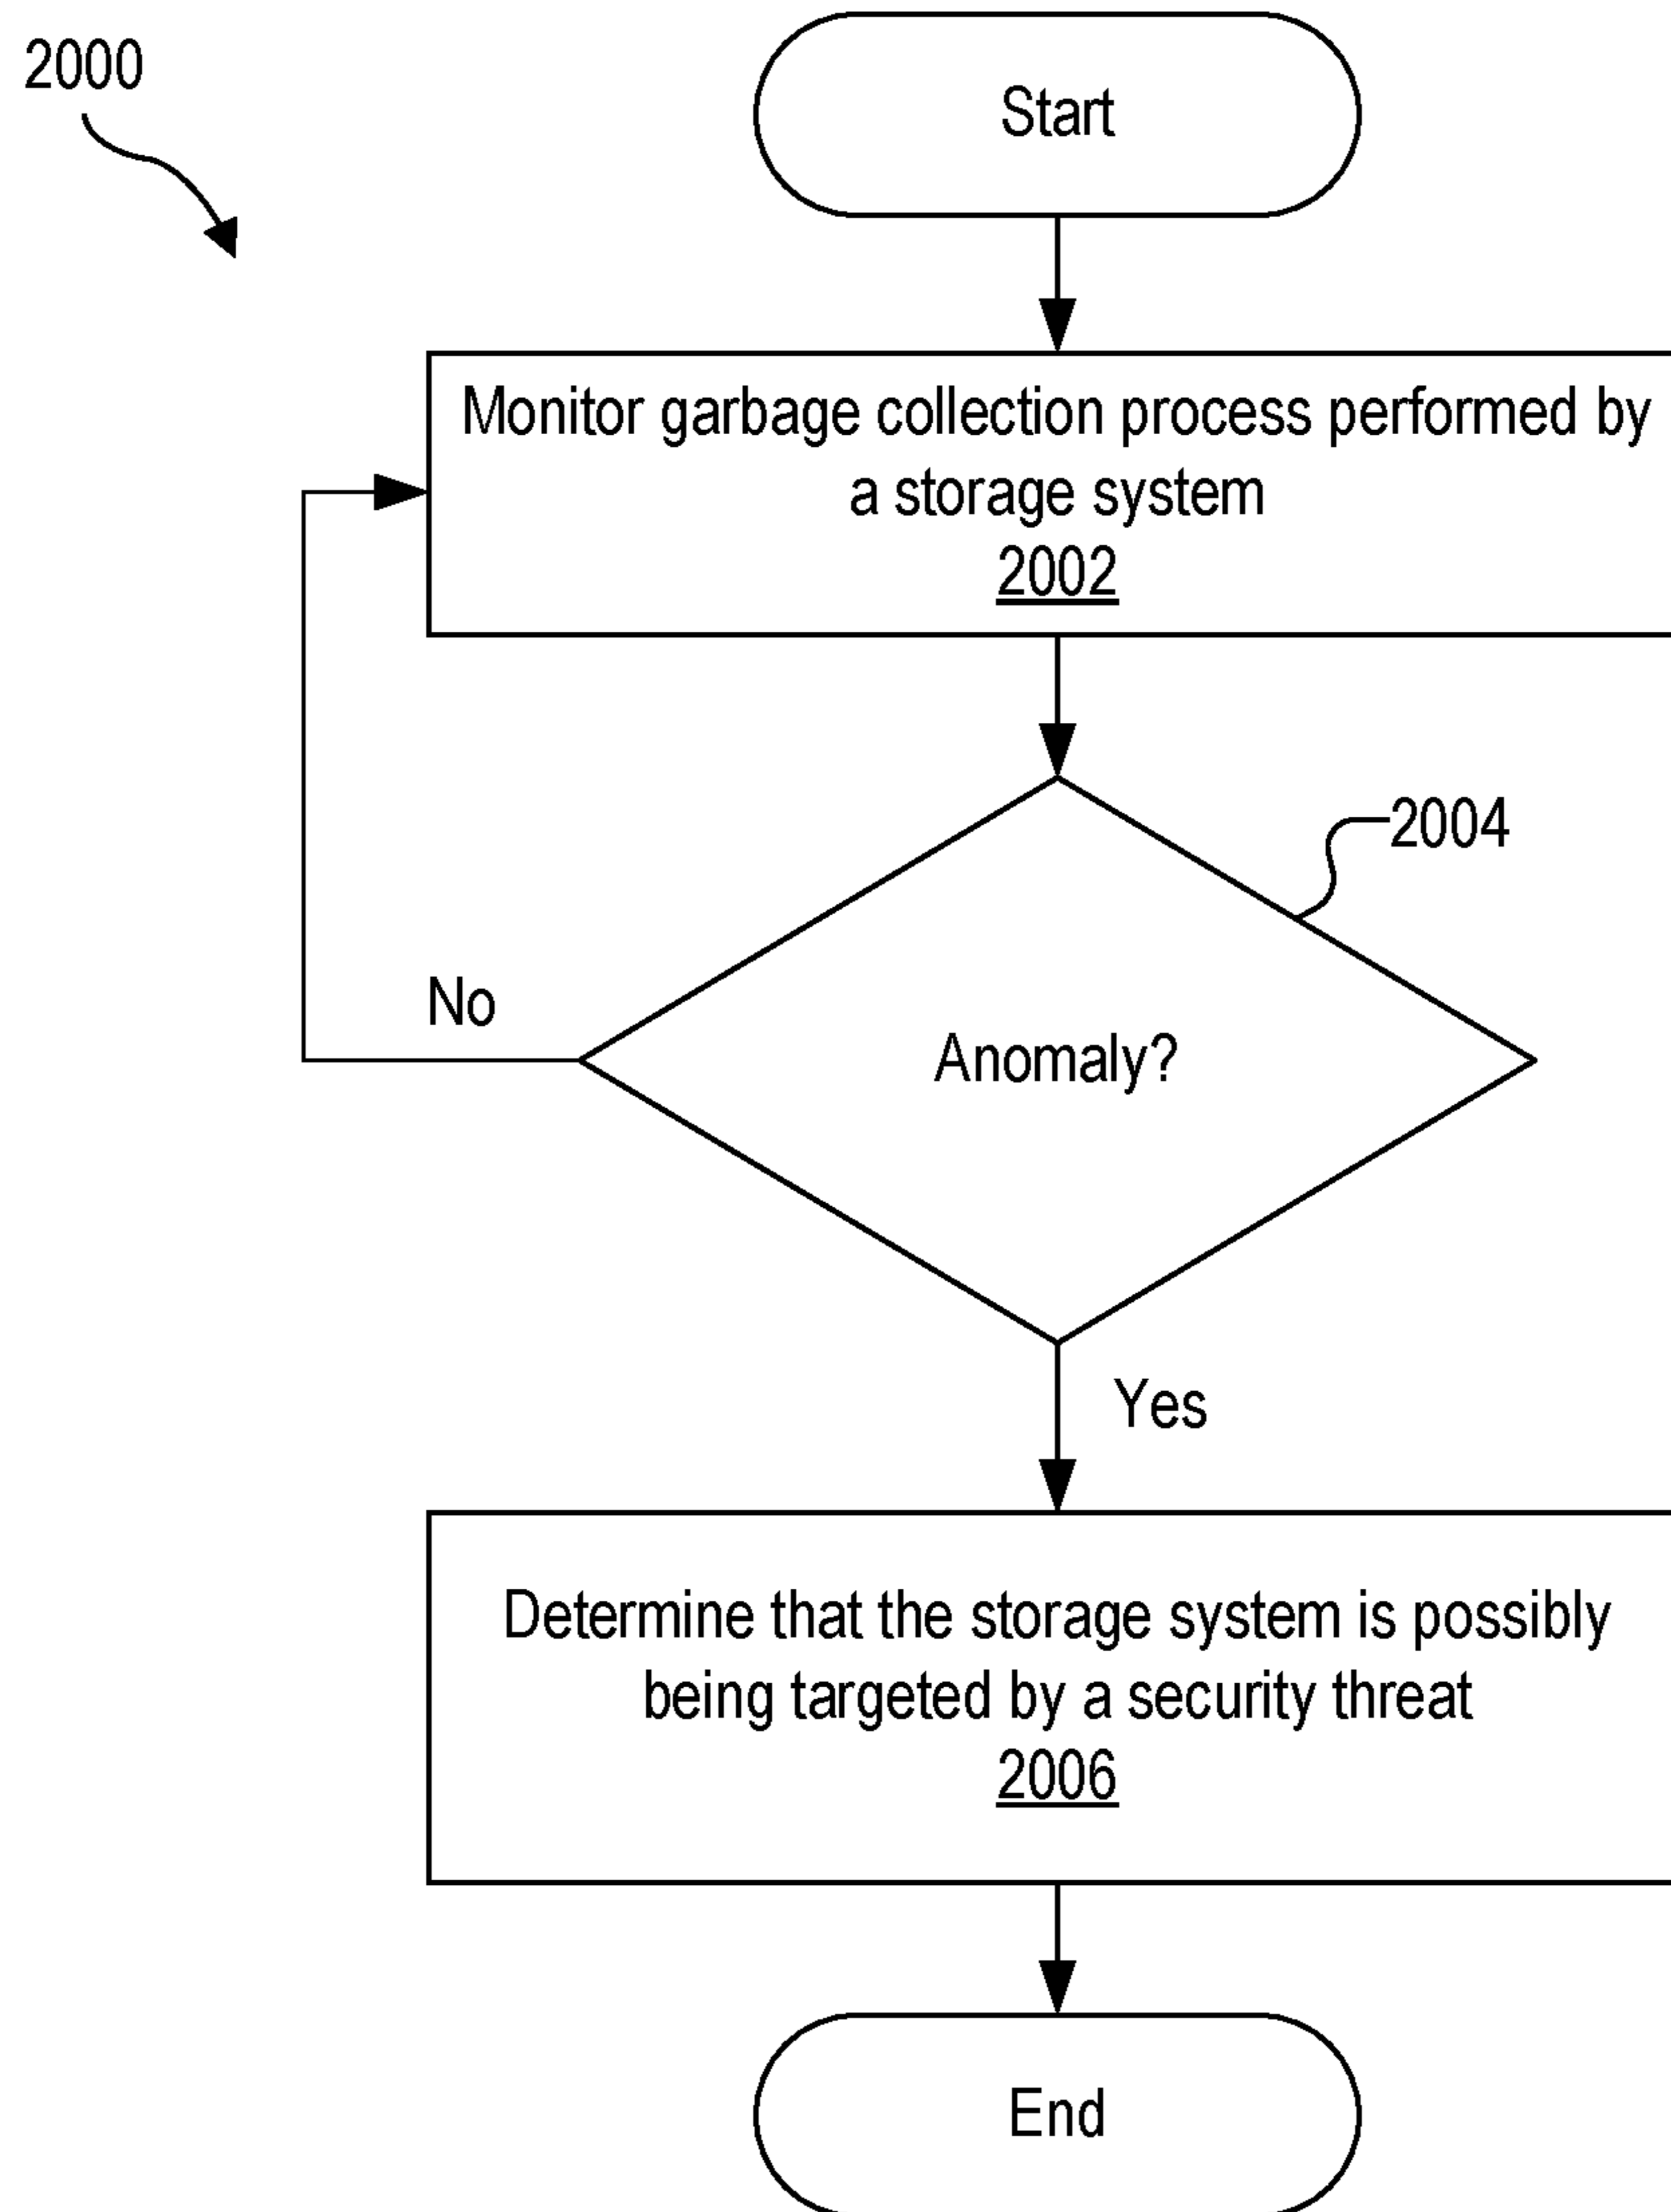 2000
Start
Monitor garbage collection process performed by
a storage system
2002
2004
Anomaly?
No
Yes
Determine that the storage system is possibly
being targeted by a security threat
2006
End